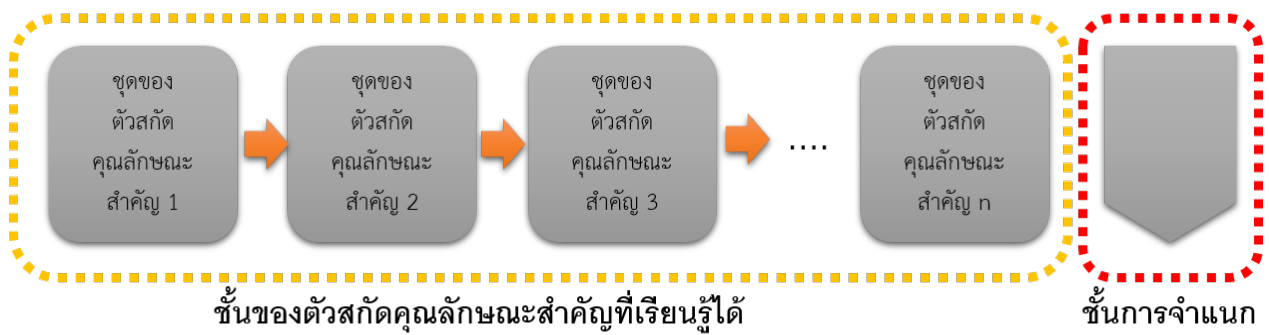 ชุดของ
ตัวสกัด
คุณลักษณะ
สำคัญ 1
ชุดของ
ตัวสกัด
คุณลักษณะ
สำคัญ 2
ชุดของ
ตัวสกัด
คุณลักษณะ
สำคัญ 3
....
ชุดของ
ตัวสกัด
คุณลักษณะ
สำคัญ n
ชั้นของตัวสกัดคุณลักษณะสำคัญที่เรียนรู้ได้
ชั้นการจำแนก